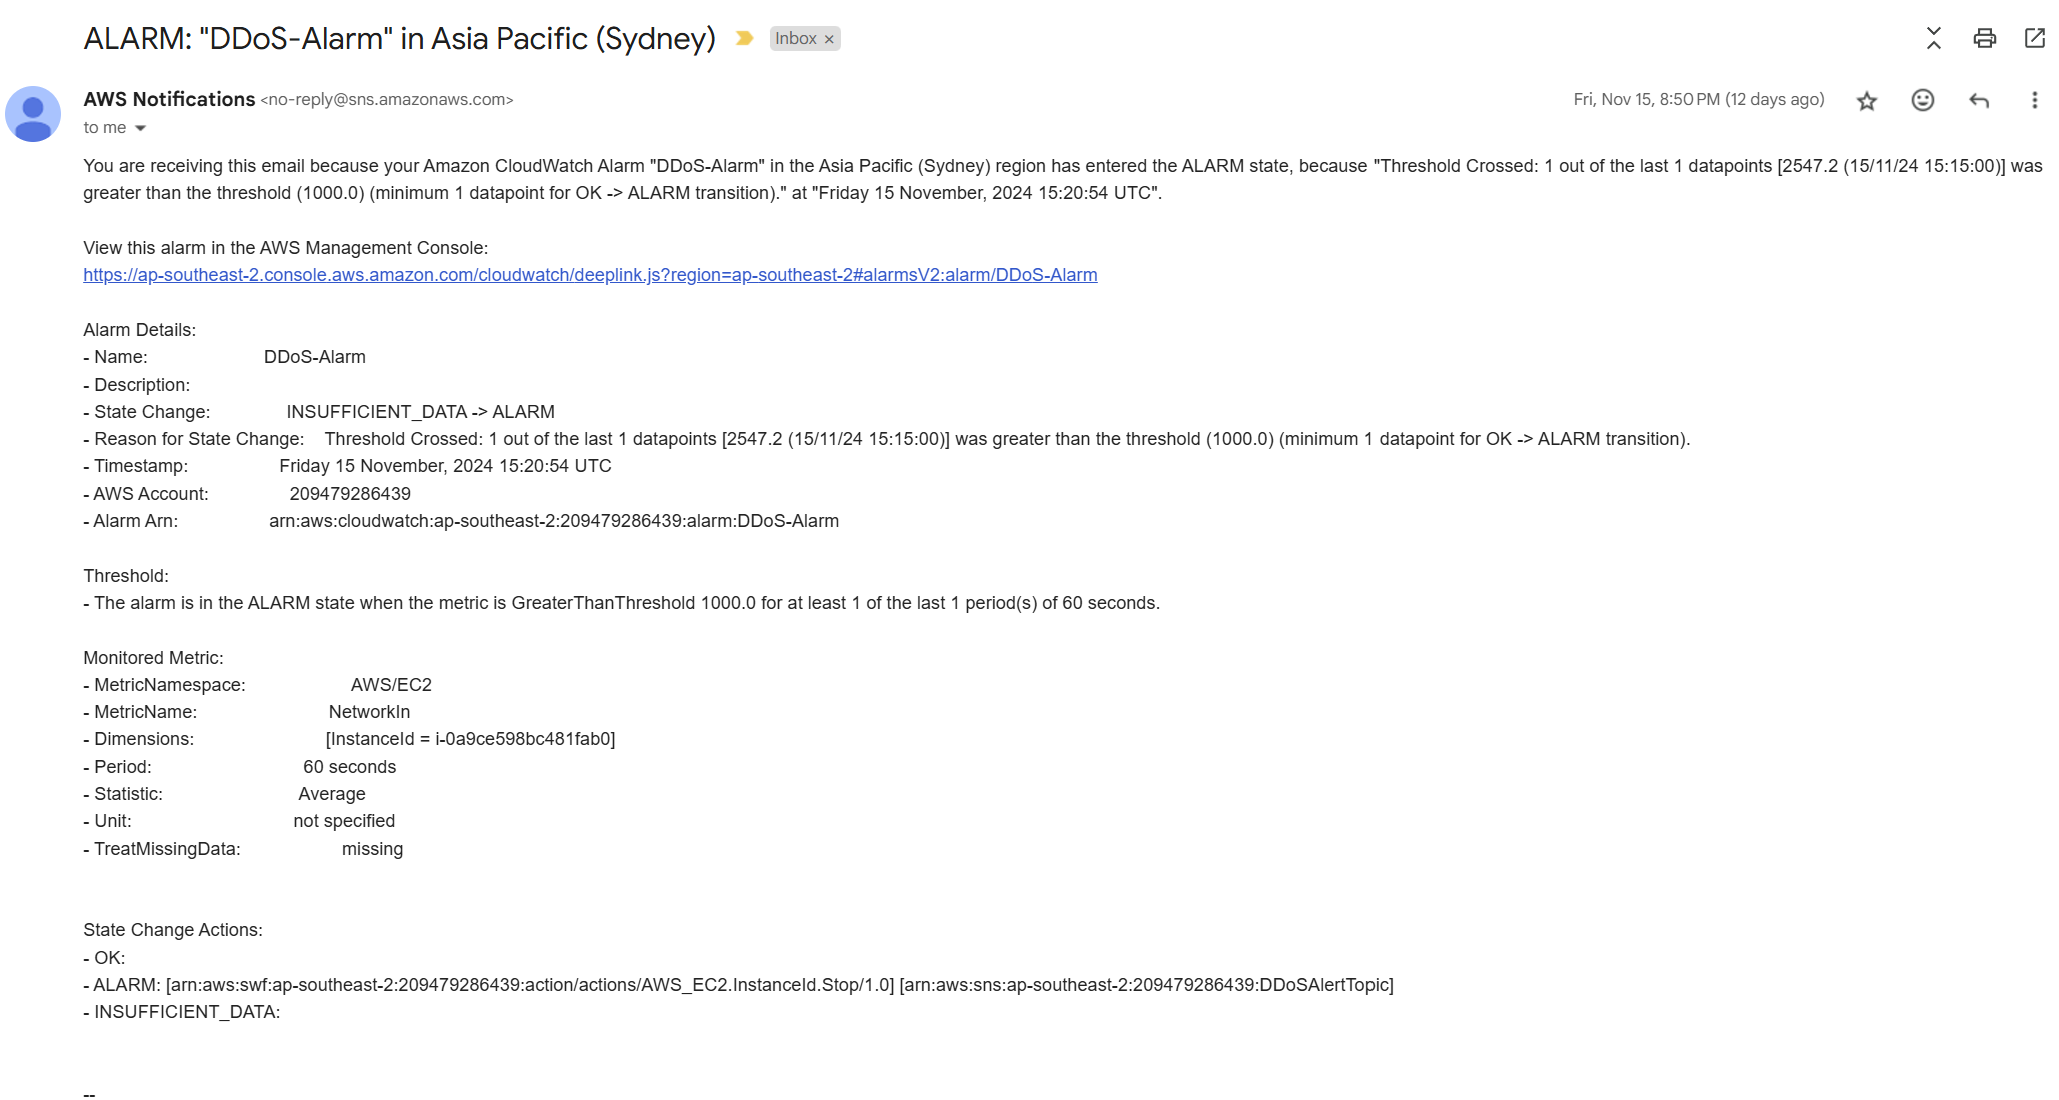 ALARM: "DDoS-Alarm" in Asia Pacific (Sydney) Inbox ×
AWS Notifications <no-reply@sns.amazonaws.com> Fri, Nov 15, 8:50 PM (12 days ago)
to me
You are receiving this email because your Amazon CloudWatch Alarm "DDoS-Alarm" in the Asia Pacific (Sydney) region has entered the ALARM state, because "Threshold Crossed: 1 out of the last 1 datapoints [2547.2 (15/11/24 15:15:00)] was
greater than the threshold (1000.0) (minimum 1 datapoint for OK -> ALARM transition)." at "Friday 15 November, 2024 15:20:54 UTC".
View this alarm in the AWS Management Console:
https://ap-southeast-2.console.aws.amazon.com/cloudwatch/deeplink.js?region=ap-southeast-2#alarmsV2:alarm/DDoS-Alarm
Alarm Details:
- Name: DDoS-Alarm
- Description:
- State Change: INSUFFICIENT_DATA -> ALARM
- Reason for State Change: Threshold Crossed: 1 out of the last 1 datapoints [2547.2 (15/11/24 15:15:00)] was greater than the threshold (1000.0) (minimum 1 datapoint for OK -> ALARM transition).
- Timestamp: Friday 15 November, 2024 15:20:54 UTC
- AWS Account: 209479286439
- Alarm Arn: arn:aws:cloudwatch:ap-southeast-2:209479286439:alarm:DDoS-Alarm
Threshold:
- The alarm is in the ALARM state when the metric is GreaterThanThreshold 1000.0 for at least 1 of the last 1 period(s) of 60 seconds.
Monitored Metric:
- MetricNamespace: AWS/EC2
- MetricName: NetworkIn
- Dimensions: [InstanceId = i-0a9ce598bc481fab0]
- Period: 60 seconds
- Statistic: Average
- Unit: not specified
- TreatMissingData: missing
State Change Actions:
- OK:
- ALARM: [arn:aws:swf:ap-southeast-2:209479286439:action/actions/AWS_EC2.InstanceId.Stop/1.0] [arn:aws:sns:ap-southeast-2:209479286439:DDoSAlertTopic]
- INSUFFICIENT_DATA:
--